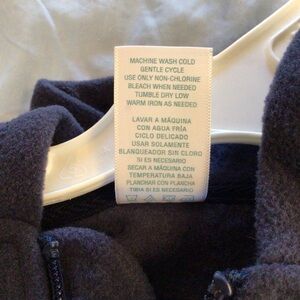 MACHINE WASH COLD
GENTLE CYCLE
USE ONLY NON-CHLORINE
BLEACH WHEN NEEDED
TUMBLE DRY LOW
WARM IRON AS NEEDED
LAVAR A MÁQUINA
CON AGUA FRÍA
CICLO DELICADO
USAR SOLAMENTE
BLANQUEADOR SIN CLORO
SI ES NECESARIO
SECAR A MÁQUINA CON
TEMPERATURA BAJA
PLANCHAR CON PLANCHA
TIBIA SI ES NECESARIO